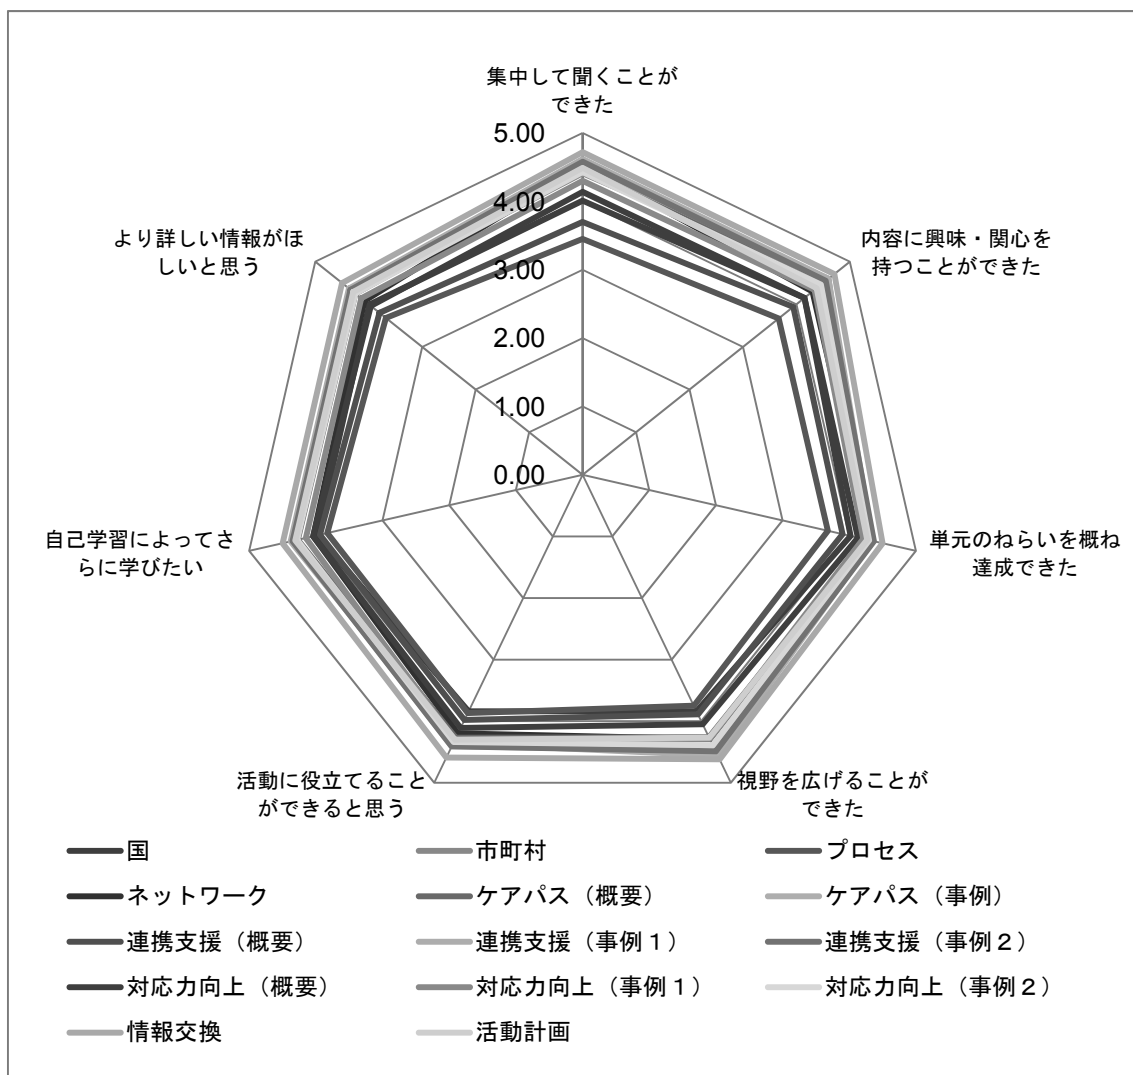 集中して聞くことが
できた
5.00
4.00
3.00
2.00
1.00
0.00
内容に興味・関心を
持つことができた
単元のねらいを概ね
達成できた
視野を広げることが
できた
活動に役立てること
ができると思う
自己学習によってさ
らに学びたい
より詳しい情報がほ
しいと思う
国
市町村
プロセス
ネットワーク
ケアパス（概要）
ケアパス（事例）
連携支援（概要）
連携支援（事例１）
連携支援（事例２）
対応力向上（概要）
対応力向上（事例１）
対応力向上（事例２）
情報交換
活動計画